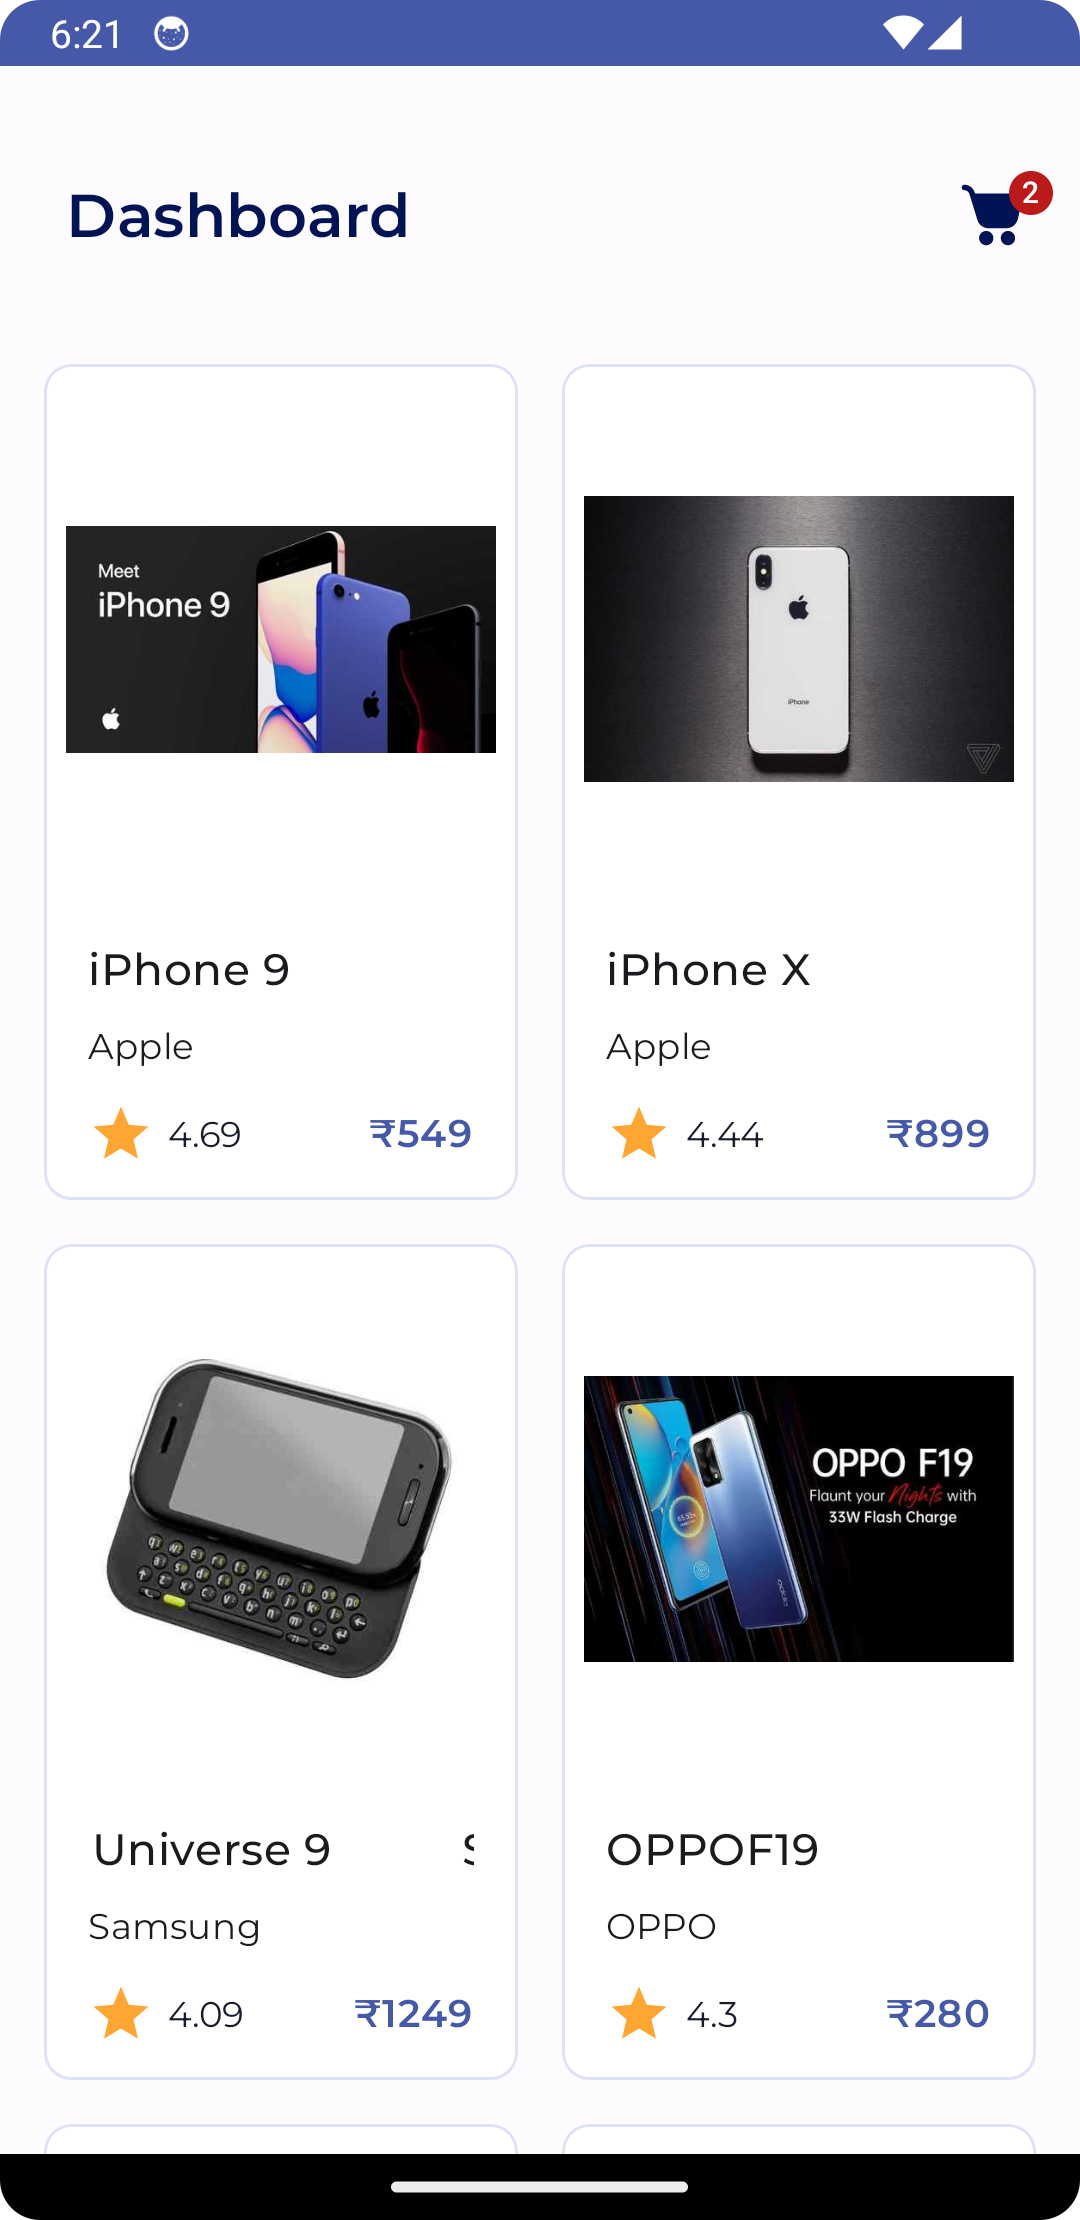 6:21
Dashboard
2
Meet
iPhone 9
iPhone
iPhone 9
Apple
4.69
₹549
iPhone X
Apple
4.44
₹899
OPPO F19
Flaunt your Nights with
33W Flash Charge
oppo
Universe 9
Samsung
4.09
₹1249
OPPOF19
OPPO
4.3
₹280